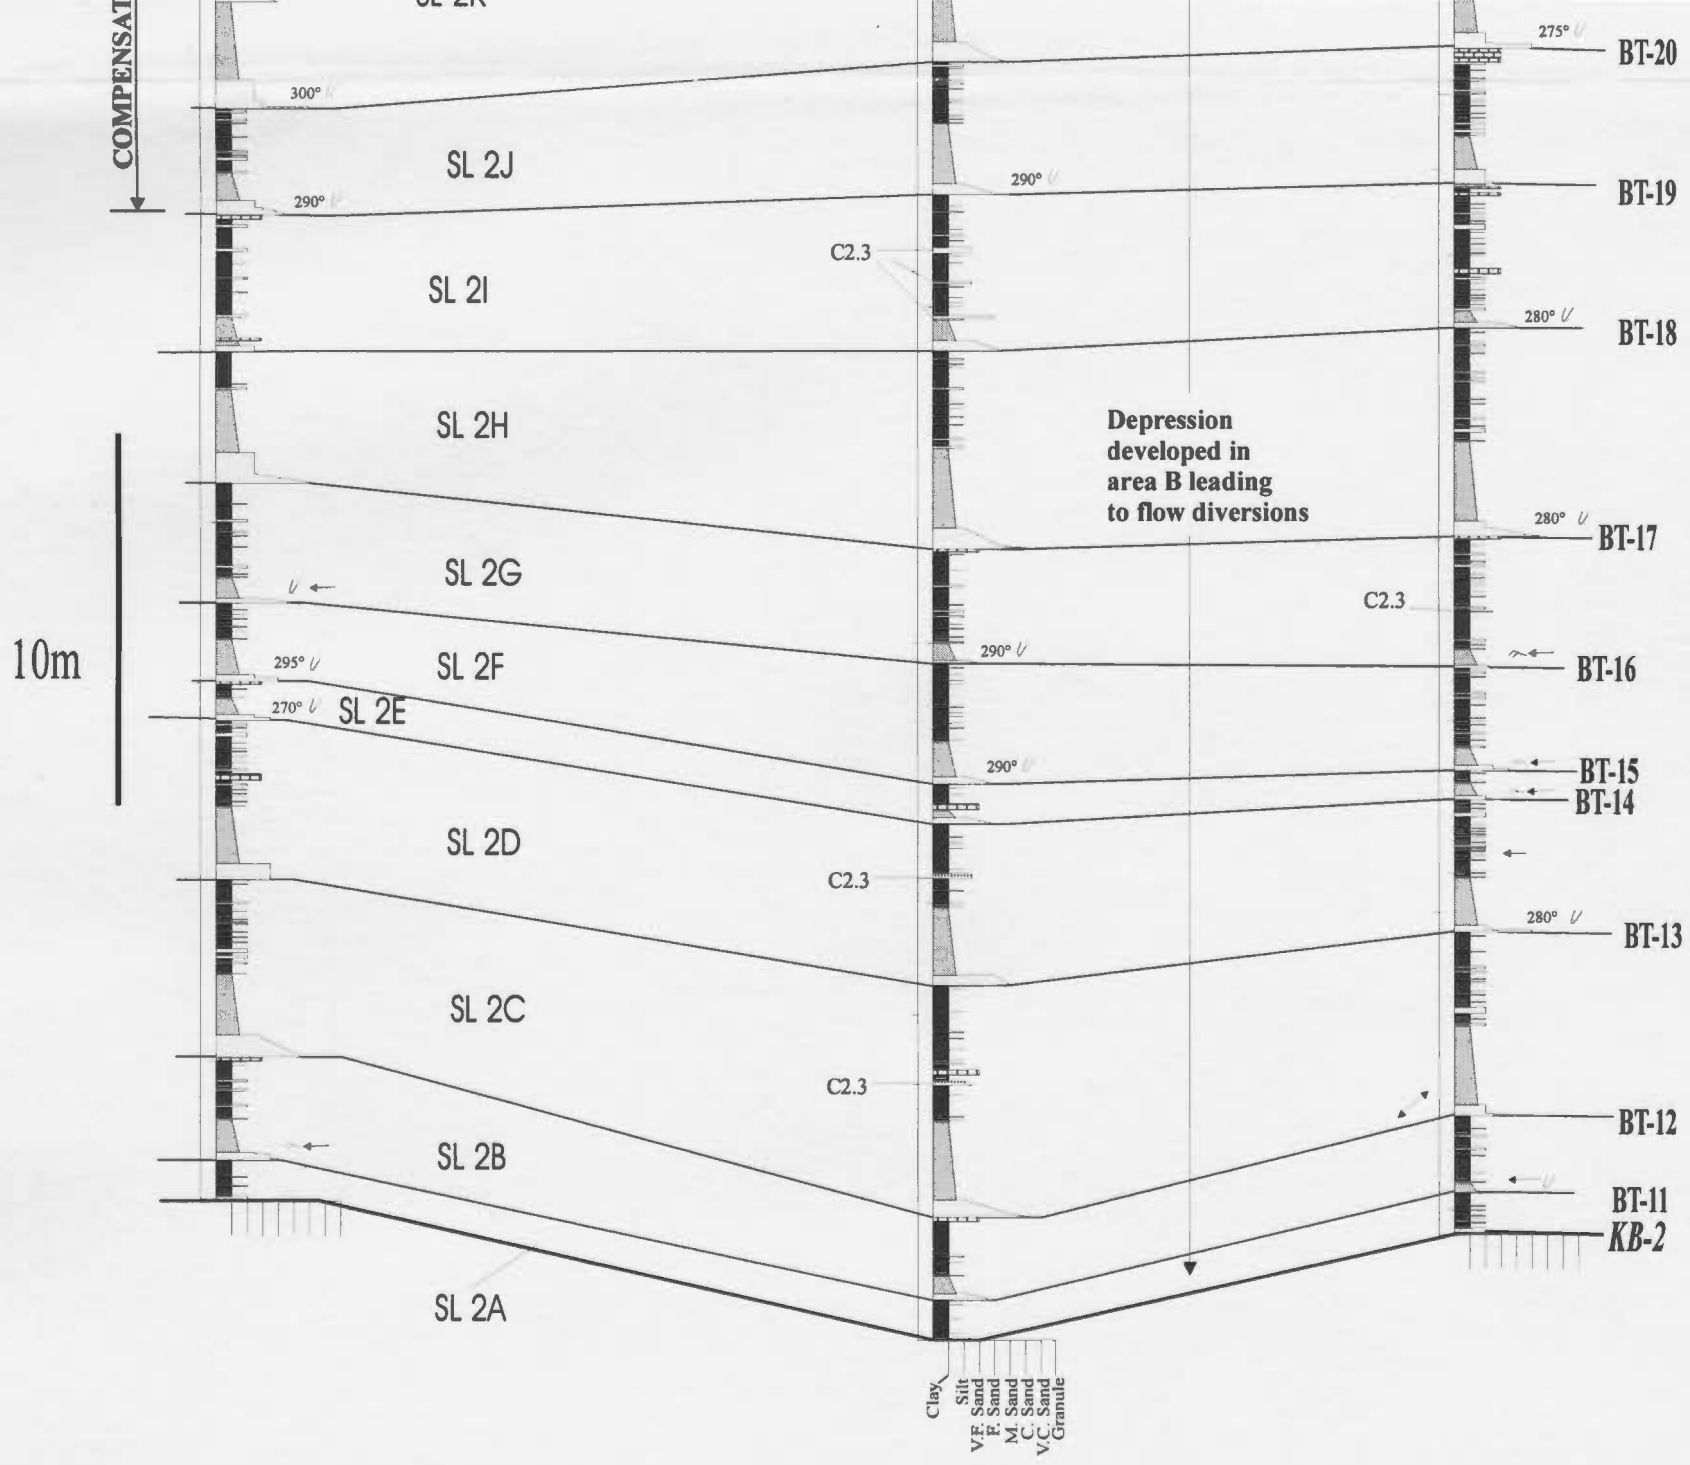 COMPENSAT
SL 2K
275°
BT-20
300°
SL 2J
290°
290°
BT-19
C2.3
SL 2I
280°
BT-18
SL 2H
Depression
developed in
area B leading
to flow diversions
280°
BT-17
SL 2G
C2.3
10m
295°
SL 2F
290°
BT-16
270°
SL 2E
290°
BT-15
BT-14
SL 2D
C2.3
280°
BT-13
SL 2C
C2.3
BT-12
SL 2B
BT-11
KB-2
SL 2A
Clay
Silt
V.F. Sand
F. Sand
M. Sand
C. Sand
V.C. Sand
Granule